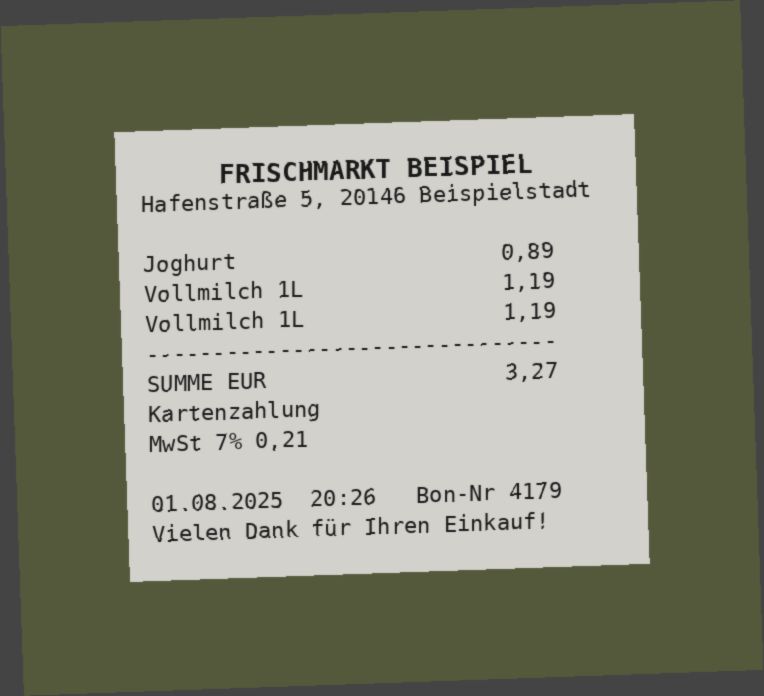 FRISCHMARKT BEISPIEL
Hafenstraße 5, 20146 Beispielstadt
Joghurt 0,89
Vollmilch 1L 1,19
Vollmilch 1L 1,19
-------------------------------
SUMME EUR 3,27
Kartenzahlung
MwSt 7% 0,21
01.08.2025 20:26 Bon-Nr 4179
Vielen Dank für Ihren Einkauf!